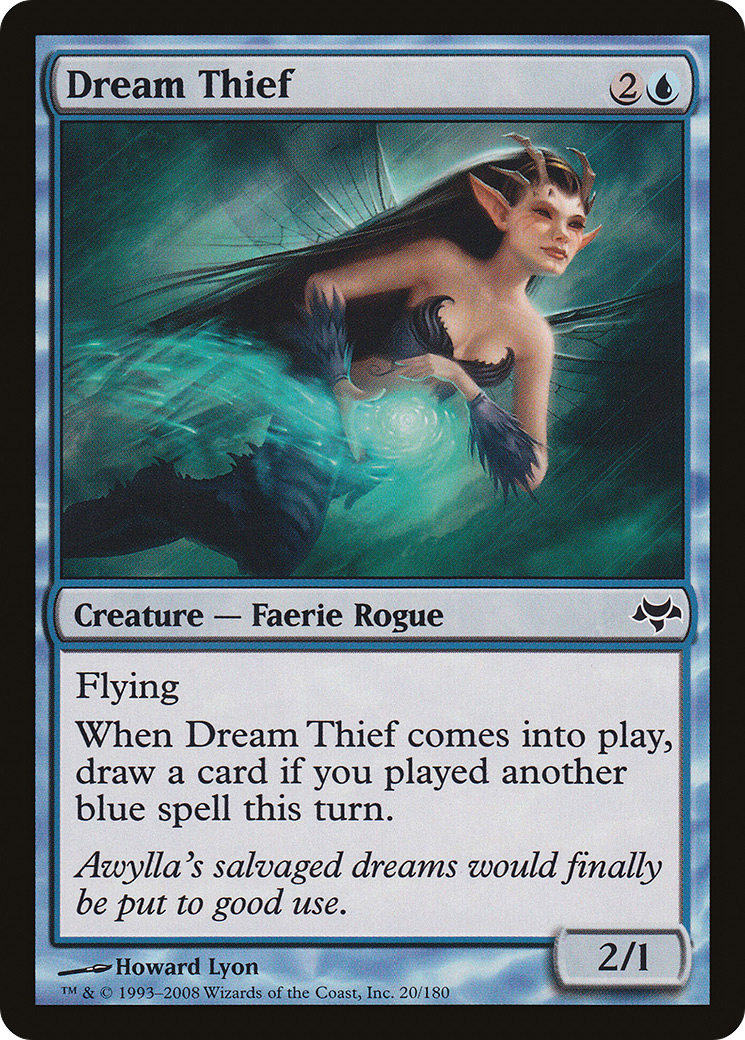 Dream Thief 2
Creature — Faerie Rogue
Flying
When Dream Thief comes into play,
draw a card if you played another
blue spell this turn.
Awylla's salvaged dreams would finally
be put to good use.
2/1
Howard Lyon
™ & © 1993–2008 Wizards of the Coast, Inc. 20/180